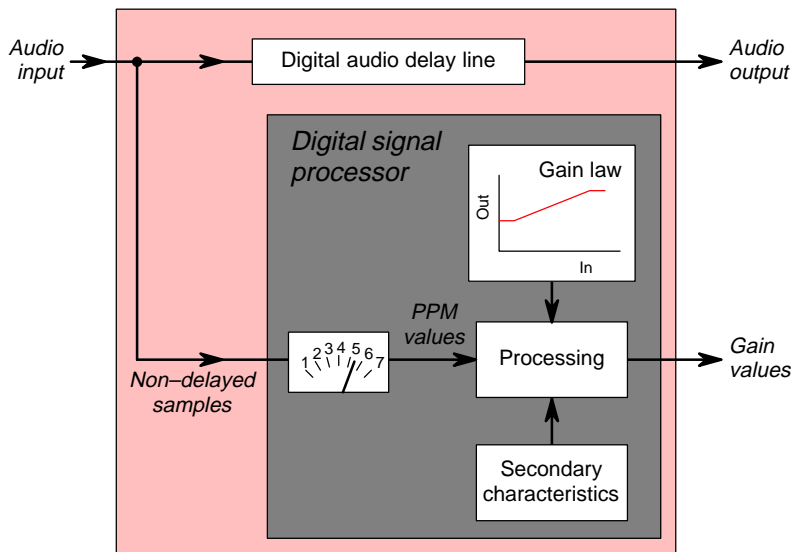 Audio
input
Digital audio delay line
Audio
output
Digital signal
processor
Gain law
Out
In
PPM
values
1 2 3 4 5 6 7
Processing
Gain
values
Non–delayed
samples
Secondary
characteristics